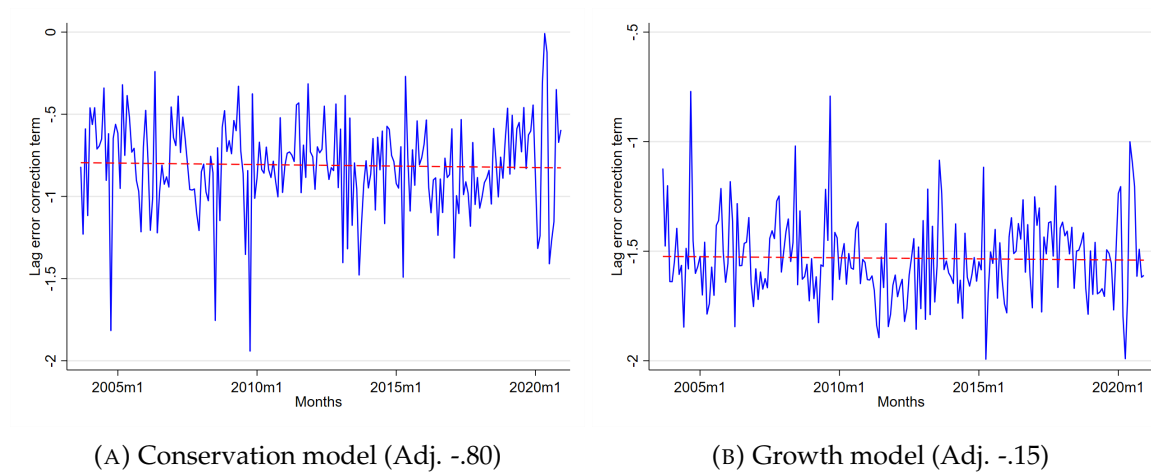 0
-.5
-1
-1.5
-2
Lag error correction term
2005m1 2010m1 2015m1 2020m1
Months
(A) Conservation model (Adj. -.80)
-.5
-1
-1.5
-2
Lag error correction term
2005m1 2010m1 2015m1 2020m1
Months
(B) Growth model (Adj. -.15)